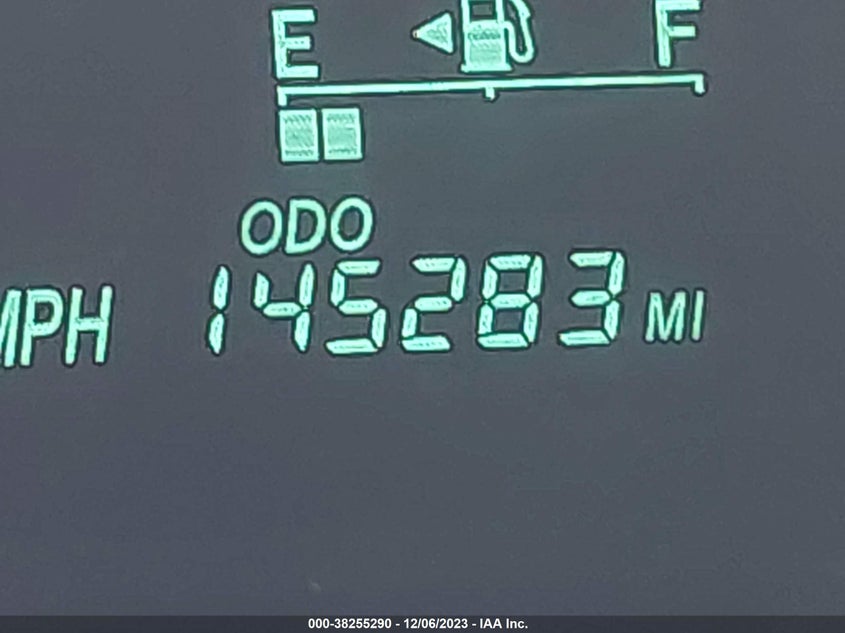 E F
ODO
MPH 145283 MI
000-38255290 - 12/06/2023 - IAA Inc.